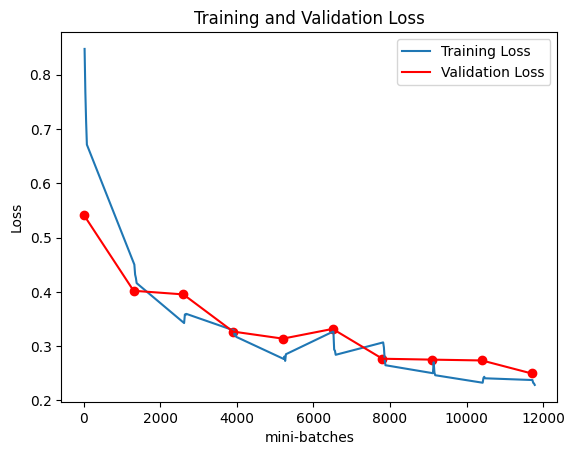 Training and Validation Loss
Training Loss
Validation Loss
Loss
0.8
0.7
0.6
0.5
0.4
0.3
0.2
0 2000 4000 6000 8000 10000 12000
mini-batches